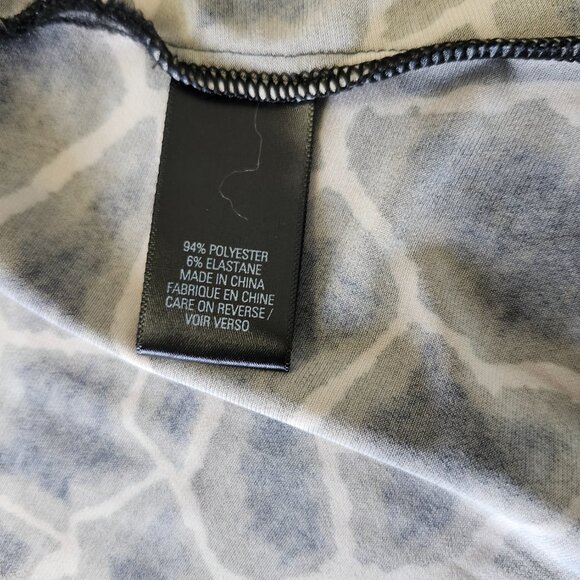 94% POLYESTER
6% ELASTANE
MADE IN CHINA
FABRIQUE EN CHINE
CARE ON REVERSE /
VOIR VERSO